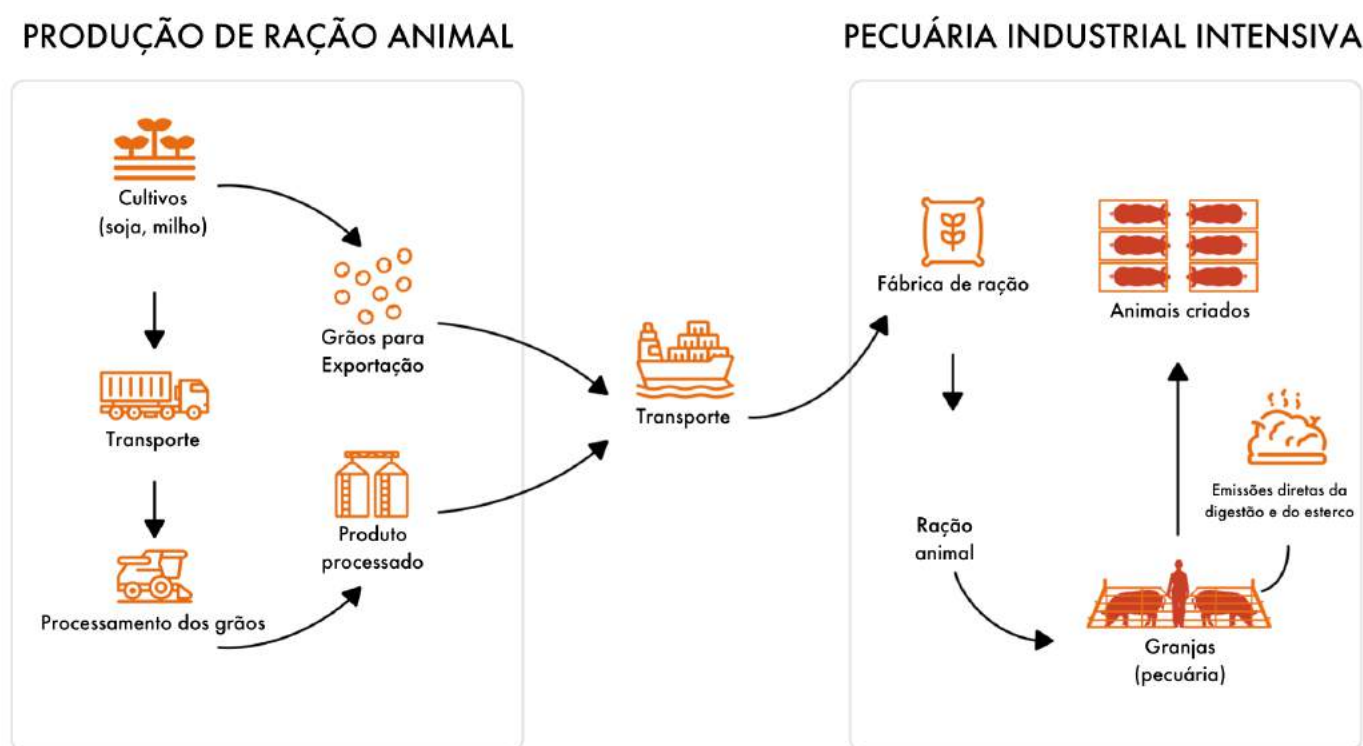 PRODUÇÃO DE RAÇÃO ANIMAL
Cultivos
(soja, milho)
Grãos para
Exportação
Transporte
Produto
processado
Processamento dos grãos
Transporte
PECUÁRIA INDUSTRIAL INTENSIVA
Fábrica de ração
Animais criados
Emissões diretas da
digestão e do esterco
Ração
animal
Granjas
(pecuária)